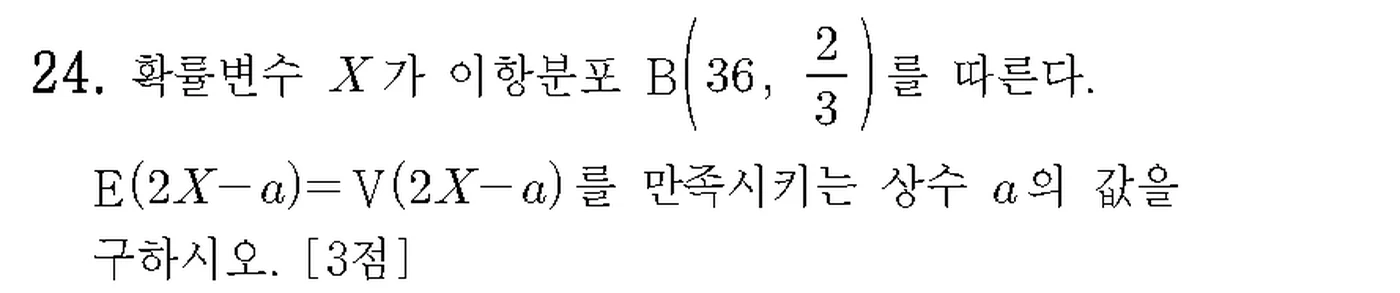 24. 확률변수 X가 이항분포 B(36, 2/3)를 따른다.
E(2X-a)=V(2X-a)를 만족시키는 상수 a의 값을
구하시오. [3점]